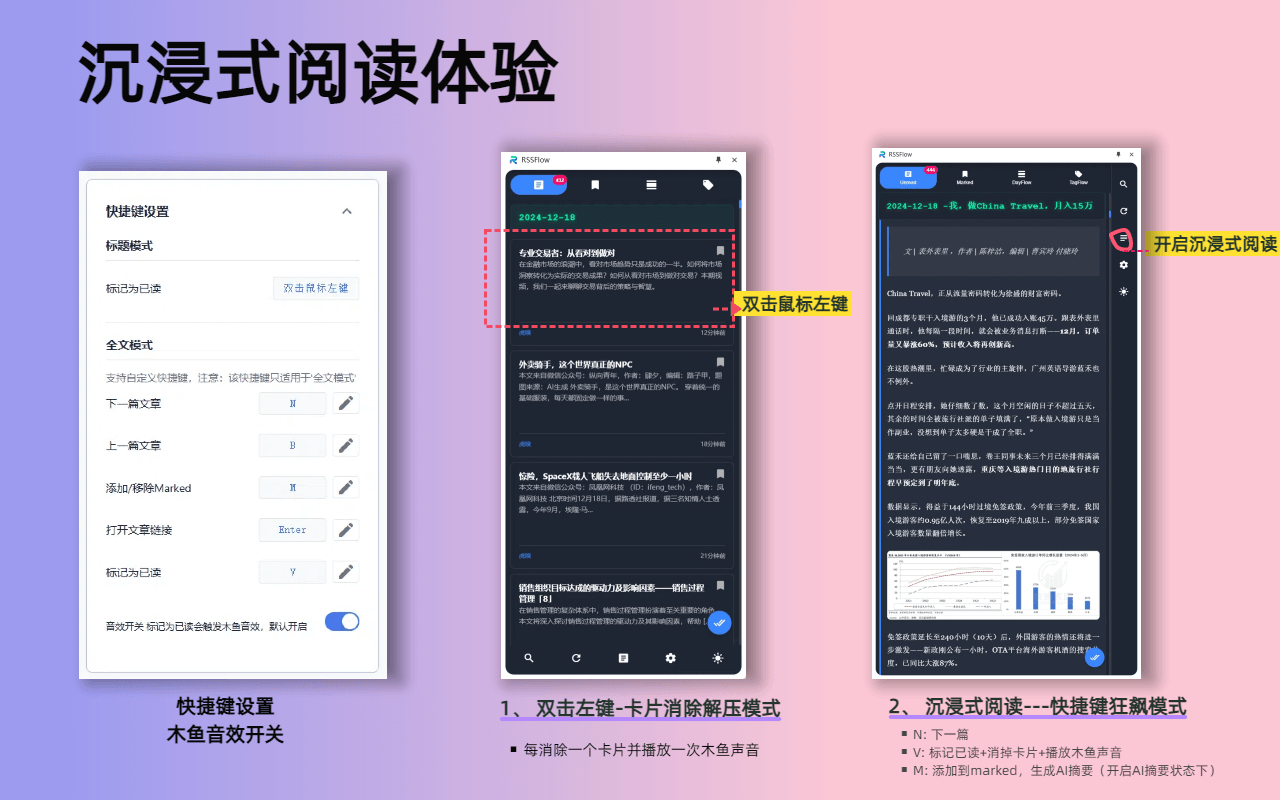 沉浸式阅读体验
快捷键设置
标题模式
标记为已读
双击鼠标左键
全文模式
支持自定义快捷键，注意：该快捷键只适用于'全文模式'
下一篇文章
N
上一篇文章
B
添加/移除Marked
M
打开文章链接
Enter
标记为已读
V
音效开关 标记为已读会触发木鱼音效，默认开启
快捷键设置
木鱼音效开关
RSSFlow
2024-12-18
专业交易者：从看对到做对
在金融市场的浪潮中，看对市场趋势只是成功的一半。如何将市场
洞察转化为实际的交易成果？如何从看对市场到做对交易？本期视
频，我们一起来聊聊交易背后的策略与智慧。
虎嗅
12分钟前
双击鼠标左键
外卖骑手，这个世界真正的NPC
本文来自微信公众号：纵向青年，作者：肆夕，编辑：路子甲，题
图来源：AI生成 外卖骑手，是这个世界真正的NPC。 穿着统一的
基础服装，每天都图企做一样的事...
虎嗅
18分钟前
惊险，SpaceX载人飞船失去地面控制至少一小时
本文来自微信公众号：凤凰网科技 （ID：ifeng_tech），作者：凤
凰网科技 北京时间12月18日，据路透社报道，据三名知情人士透
露，今年9月，埃隆·马...
虎嗅
21分钟前
销售组织目标达成的驱动力及影响因素——销售过程
管理「8」
在销售管理的复杂体系中，销售过程管理扮演着至关重要的角色。
本文将深入探讨销售过程管理的驱动力及其影响因素，帮助 [...
1、 双击左键-卡片消除解压模式
每消除一个卡片并播放一次木鱼声音
RSSFlow
446
Unread
Marked
DayFlow
TagFlow
2024-12-18 ~我，做China Travel，月入15万
文 | 表外表里 ，作者 | 陈梓洁，编辑 | 曹宾玲 付晓玲
开启沉浸式阅读
China Travel，正从流量密码转化为徐盛的财富密码。
回成都专职干入境游的3个月，他已成功入账45万。跟表外表里
通话时，他每隔一段时间，就会被业务消息打断——12月，订单
量又暴涨60%，预计收入将再创新高。
在这股热潮里，忙碌成为了行业的主旋律，广州英语导游蓝禾也
不例外。
点开日程安排，她仔细数了数，这个月空闲的日子不超过五天，
其余的时间全被旅行社派的单子填满了，“原本做入境游只是当
作副业，没想到单子太多硬是干成了全职。”
蓝禾还给自己留了一口喘息，卷王同事未来三个月已经排得满满
当当，更有朋友向她透露，重庆等入境游热门目的地旅行社行
程早预定到了明年底。
数据显示，得益于144小时过境免签政策，今年前三季度，我国
入境游客约0.95亿人次，恢复至2019年九成以上，部分免签国家
入境游客数量翻倍增长。
免签政策延长至240小时（10天）后，外国游客的热情还将进一
步激发——新政刚公布一小时，OTA平台海外游客机酒的搜索热
度，已同比大涨87%。
2、 沉浸式阅读---快捷键狂飙模式
N: 下一篇
V: 标记已读+消掉卡片+播放木鱼声音
M: 添加到marked，生成AI摘要（开启AI摘要状态下）